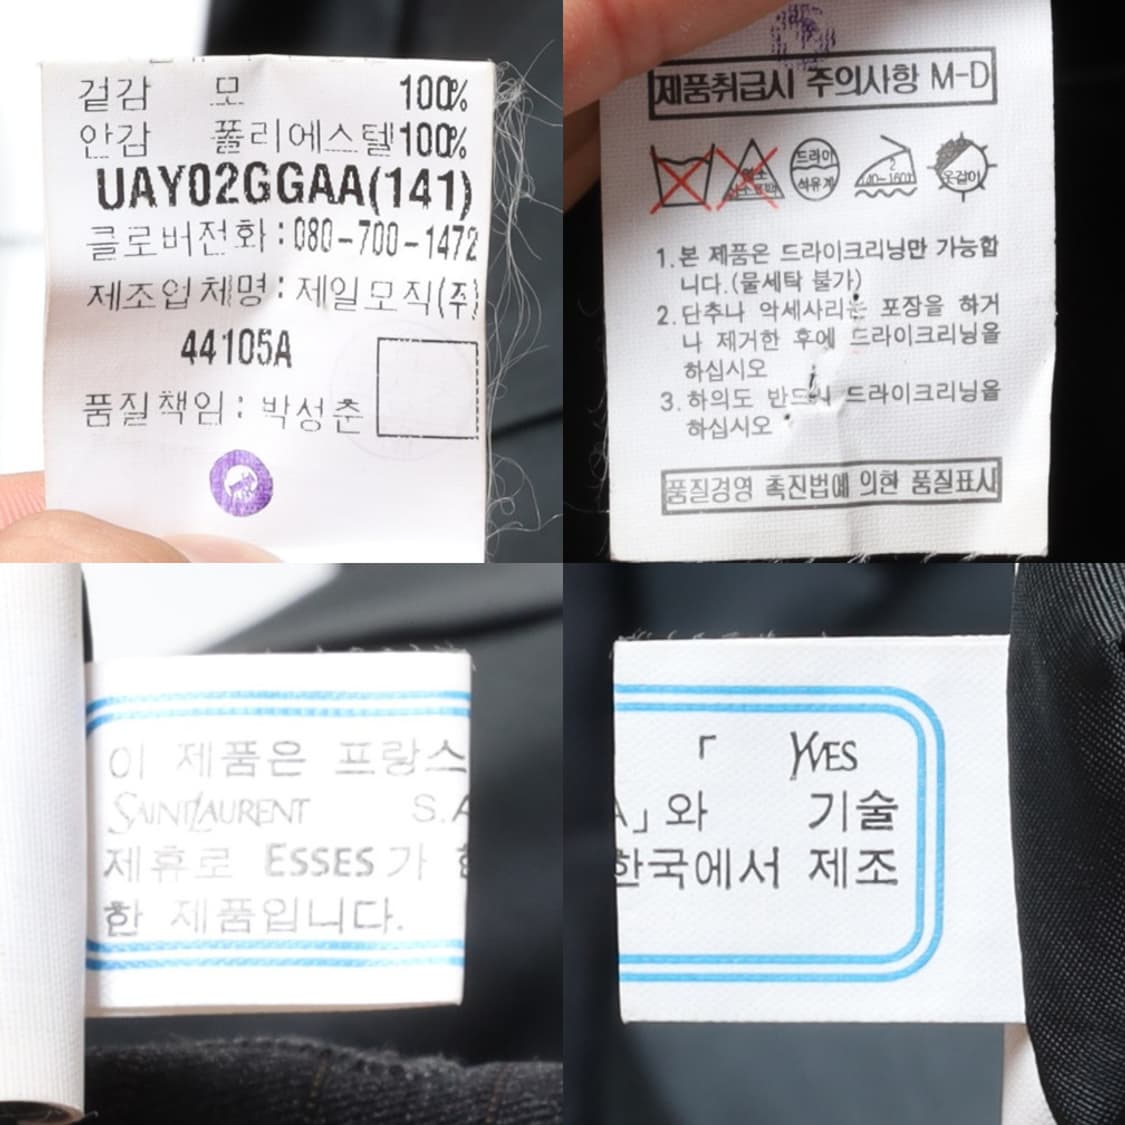 겉감 모 100%
안감 폴리에스텔 100%
UAY02GGAA(141)
클로버전화 : 080-700-1472
제조업체명 : 제일모직(주)
44105A
품질책임 : 박성춘
제품취급시 주의사항 M-D
드라이
석유계
옷걸이
1. 본 제품은 드라이크리닝만 가능합
니다.(물세탁 불가)
2. 단추나 악세사리는 포장을 하거
나 제거한 후에 드라이크리닝을
하십시오
3. 하의도 반드시 드라이크리닝을
하십시오
품질경영 촉진법에 의현 품질표시
이 제품은 프랑스
SAINTLAURENT S.A
제휴로 ESSES가
한 제품입니다.
「 YVES
」와 기술
한국에서 제조